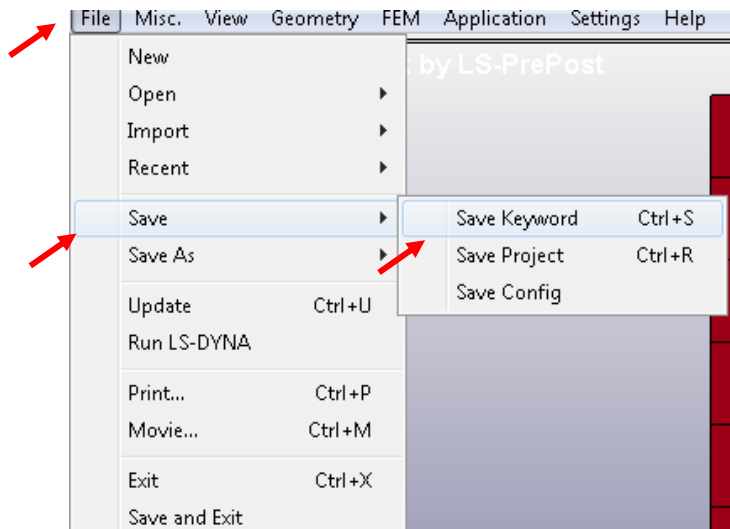 File Misc. View Geometry FEM Application Settings Help
by LS-PrePost
New
Open
Import
Recent
Save
Save As
Update Ctrl+U
Run LS-DYNA
Print... Ctrl+P
Movie... Ctrl+M
Exit Ctrl+X
Save and Exit
Save Keyword Ctrl+S
Save Project Ctrl+R
Save Config